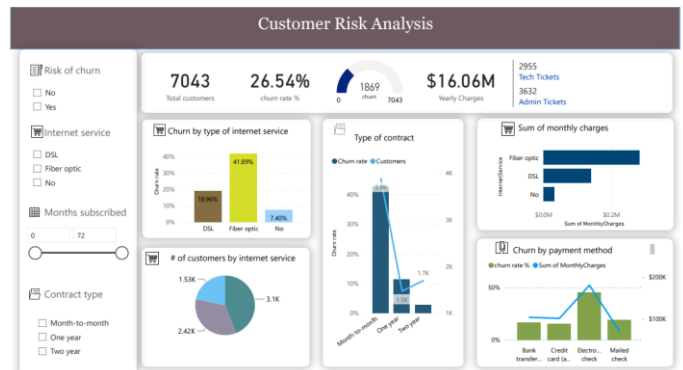 Customer Risk Analysis
Risk of churn
No
Yes
Internet service
DSL
Fiber optic
No
Months subscribed
0 72
Contract type
Month-to-month
One year
Two year
7043
Total customers
26.54%
churn rate %
1869
churn
0 7043
$16.06M
Yearly Charges
2955
Tech Tickets
3632
Admin Tickets
Churn by type of internet service
Churn rate
40%
30%
20%
10%
0%
18.96%
41.89%
7.40%
DSL Fiber optic No
# of customers by internet service
1.53K
3.1K
2.42K
Type of contract
Churn rate Customers
Churn rate
40%
30%
20%
10%
0%
4K
3K
2K
1K
1.5K
1.7K
Month-to-month One year Two year
Sum of monthly charges
InternetService
Fiber optic
DSL
No
$0.0M $0.2M
Sum of MonthlyCharges
Churn by payment method
churn rate % Sum of MonthlyCharges
50%
0%
$200K
$100K
Bank Credit Electro... Mailed
transfer... card (a... check check